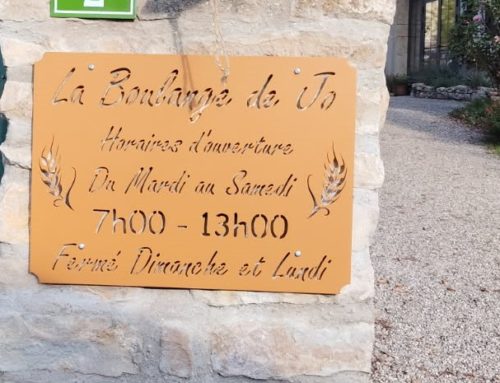 La Boulange de Jo
Horaires d'ouverture
Du Mardi au Samedi
7h00 - 13h00
Fermé Dimanche et Lundi